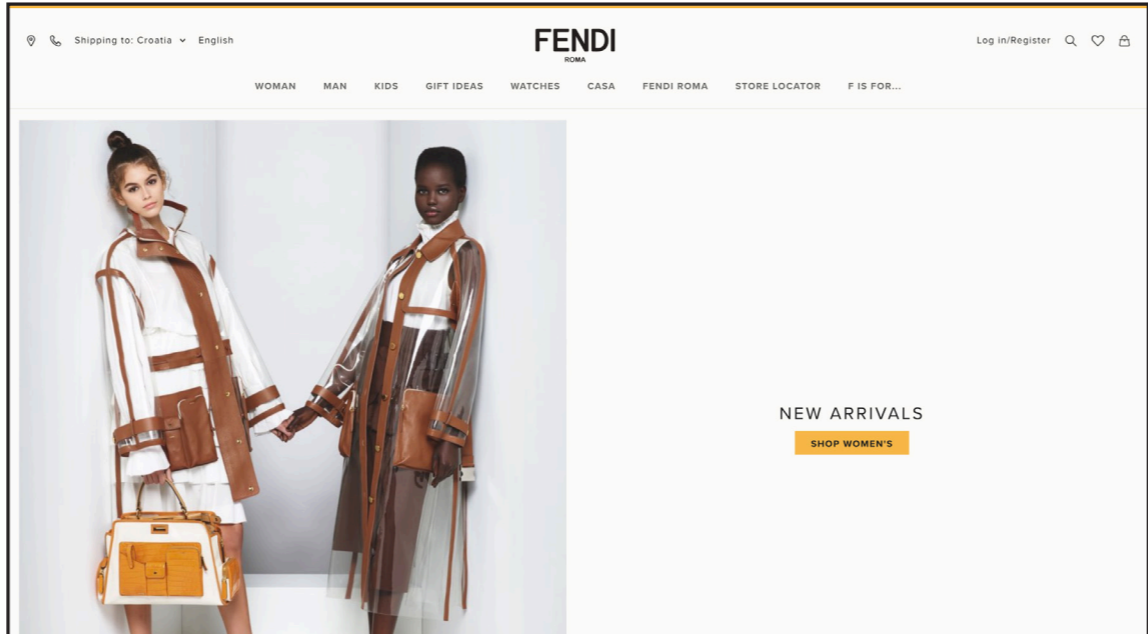 Shipping to: Croatia English
FENDI
ROMA
Log in/Register
WOMAN MAN KIDS GIFT IDEAS WATCHES CASA FENDI ROMA STORE LOCATOR F IS FOR...
NEW ARRIVALS
SHOP WOMEN'S